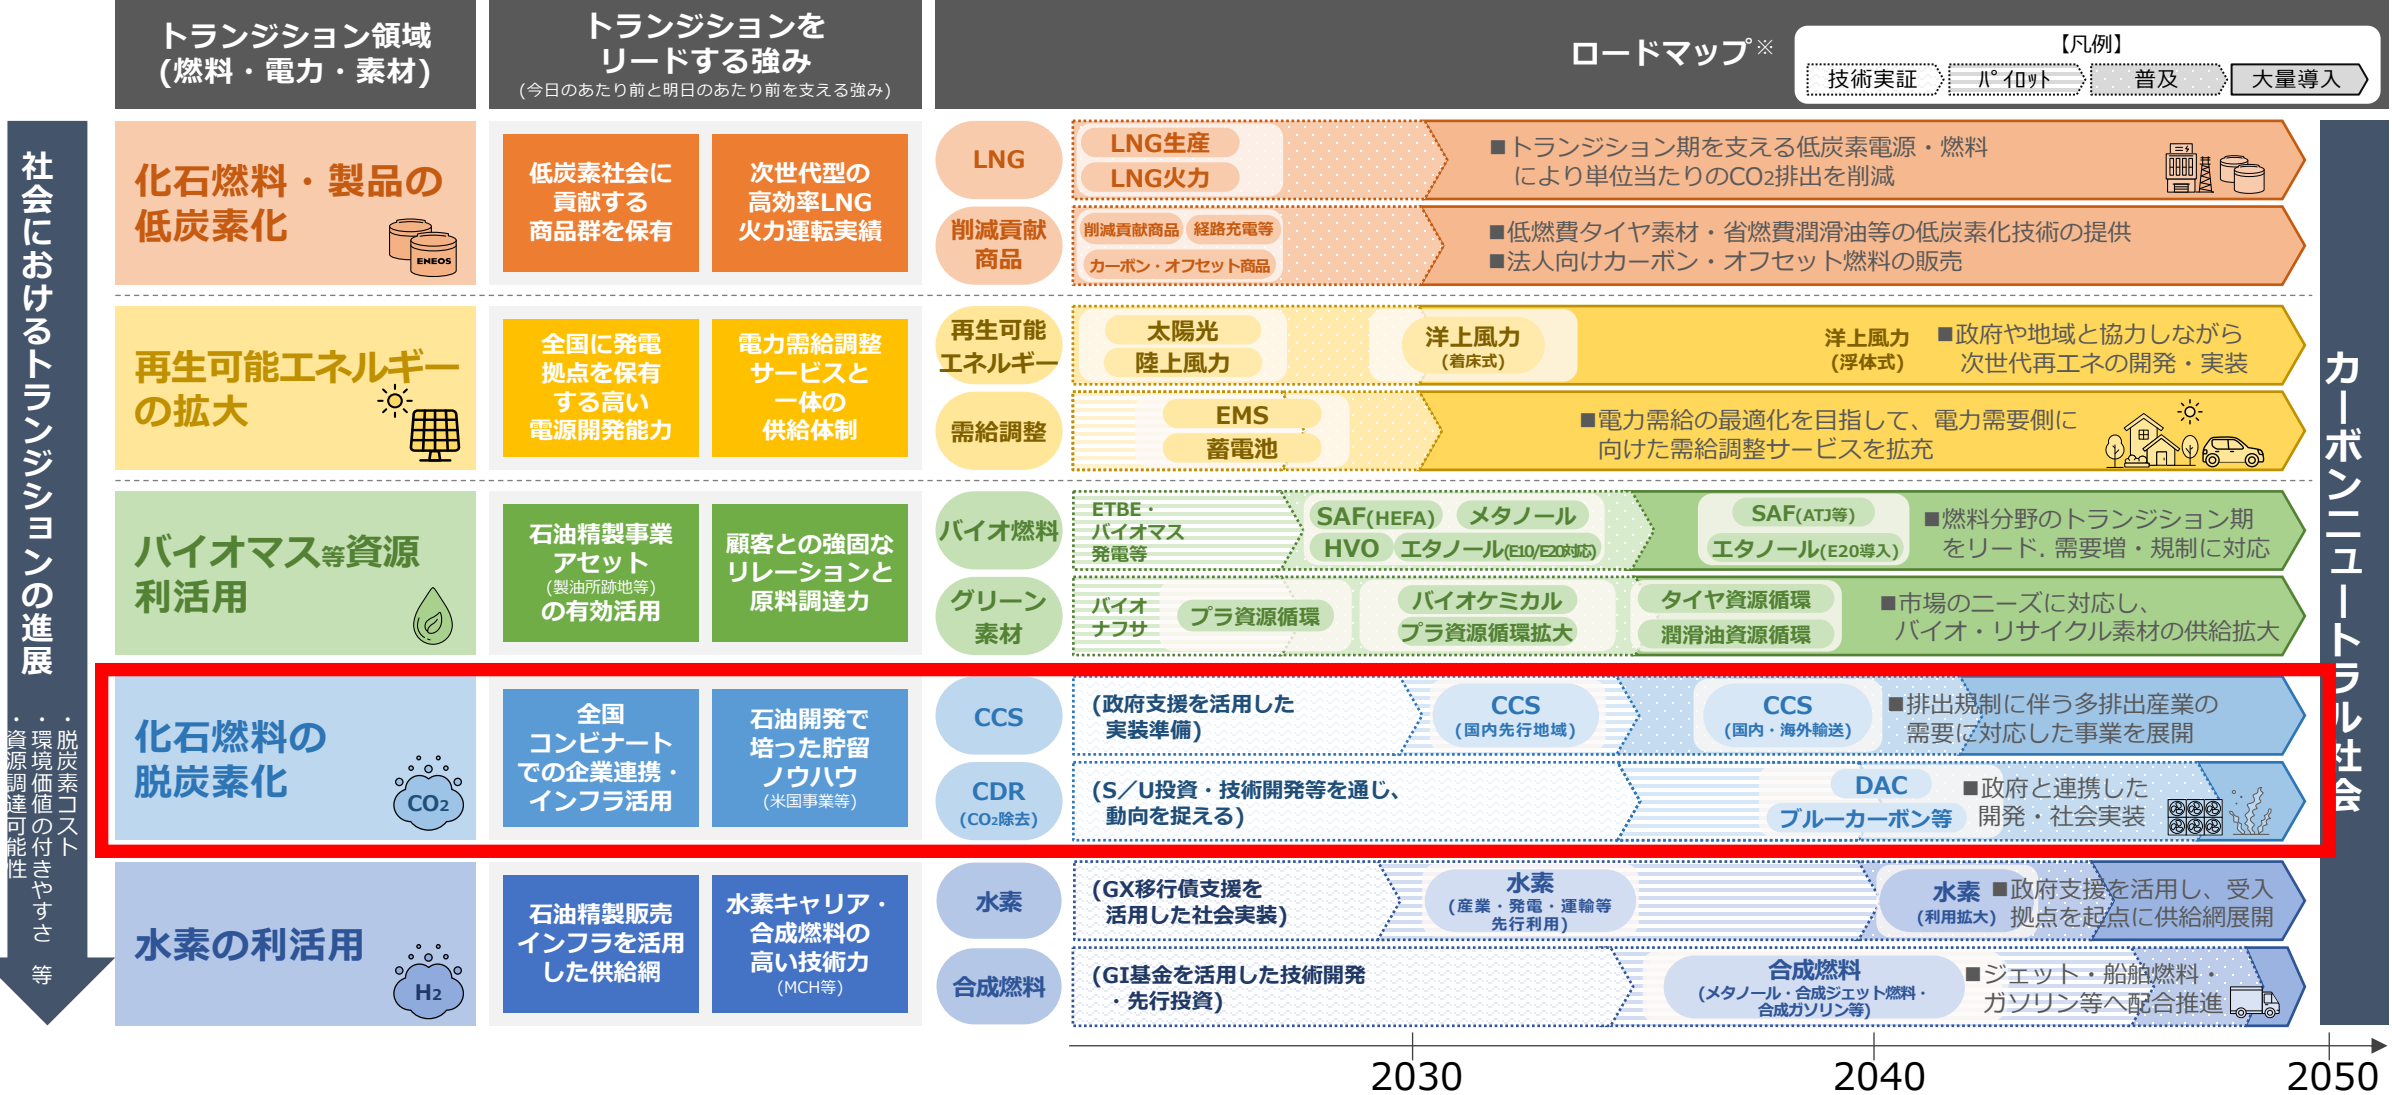 トランジション領域
(燃料・電力・素材)
トランジションを
リードする強み
(今日のあたり前と明日のあたり前を支える強み)
ロードマップ※
【凡例】
技術実証
ﾊﾟｲﾛｯﾄ
普及
大量導入
社会におけるトランジションの進展
・脱炭素コスト
・環境価値の付きやすさ 等
・資源調達可能性
化石燃料・製品の
低炭素化
ENEOS
低炭素社会に
貢献する
商品群を保有
次世代型の
高効率LNG
火力運転実績
LNG
LNG生産
LNG火力
■トランジション期を支える低炭素電源・燃料
により単位当たりのCO2排出を削減
削減貢献
商品
削減貢献商品
経路充電等
カーボン・オフセット商品
■低燃費タイヤ素材・省燃費潤滑油等の低炭素化技術の提供
■法人向けカーボン・オフセット燃料の販売
再生可能エネルギー
の拡大
全国に発電
拠点を保有
する高い
電源開発能力
電力需給調整
サービスと
一体の
供給体制
再生可能
エネルギー
太陽光
陸上風力
洋上風力
(着床式)
洋上風力
(浮体式)
■政府や地域と協力しながら
次世代再エネの開発・実装
需給調整
EMS
蓄電池
■電力需給の最適化を目指して、電力需要側に
向けた需給調整サービスを拡充
バイオマス等資源
利活用
石油精製事業
アセット
(製油所跡地等)
の有効活用
顧客との強固な
リレーションと
原料調達力
バイオ燃料
ETBE・
バイオマス
発電等
SAF(HEFA)
メタノール
HVO
エタノール(E10/E20対応)
SAF(ATJ等)
エタノール(E20導入)
■燃料分野のトランジション期
をリード. 需要増・規制に対応
グリーン
素材
バイオ
ナフサ
プラ資源循環
バイオケミカル
プラ資源循環拡大
タイヤ資源循環
潤滑油資源循環
■市場のニーズに対応し、
バイオ・リサイクル素材の供給拡大
化石燃料の
脱炭素化
CO2
全国
コンビナート
での企業連携・
インフラ活用
石油開発で
培った貯留
ノウハウ
(米国事業等)
CCS
(政府支援を活用した
実装準備)
CCS
(国内先行地域)
CCS
(国内・海外輸送)
■排出規制に伴う多排出産業の
需要に対応した事業を展開
CDR
(CO2除去)
(S／U投資・技術開発等を通じ、
動向を捉える)
DAC
ブルーカーボン等
■政府と連携した
開発・社会実装
水素の利活用
H2
石油精製販売
インフラを活用
した供給網
水素キャリア・
合成燃料の
高い技術力
(MCH等)
水素
(GX移行債支援を
活用した社会実装)
水素
(産業・発電・運輸等
先行利用)
水素
(利用拡大)
■政府支援を活用し、受入
拠点を起点に供給網展開
合成燃料
(GI基金を活用した技術開発
・先行投資)
合成燃料
(メタノール・合成ジェット燃料・
合成ガソリン等)
■ジェット・船舶燃料・
ガソリン等へ配合推進
カーボンニュートラル社会
2030
2040
2050